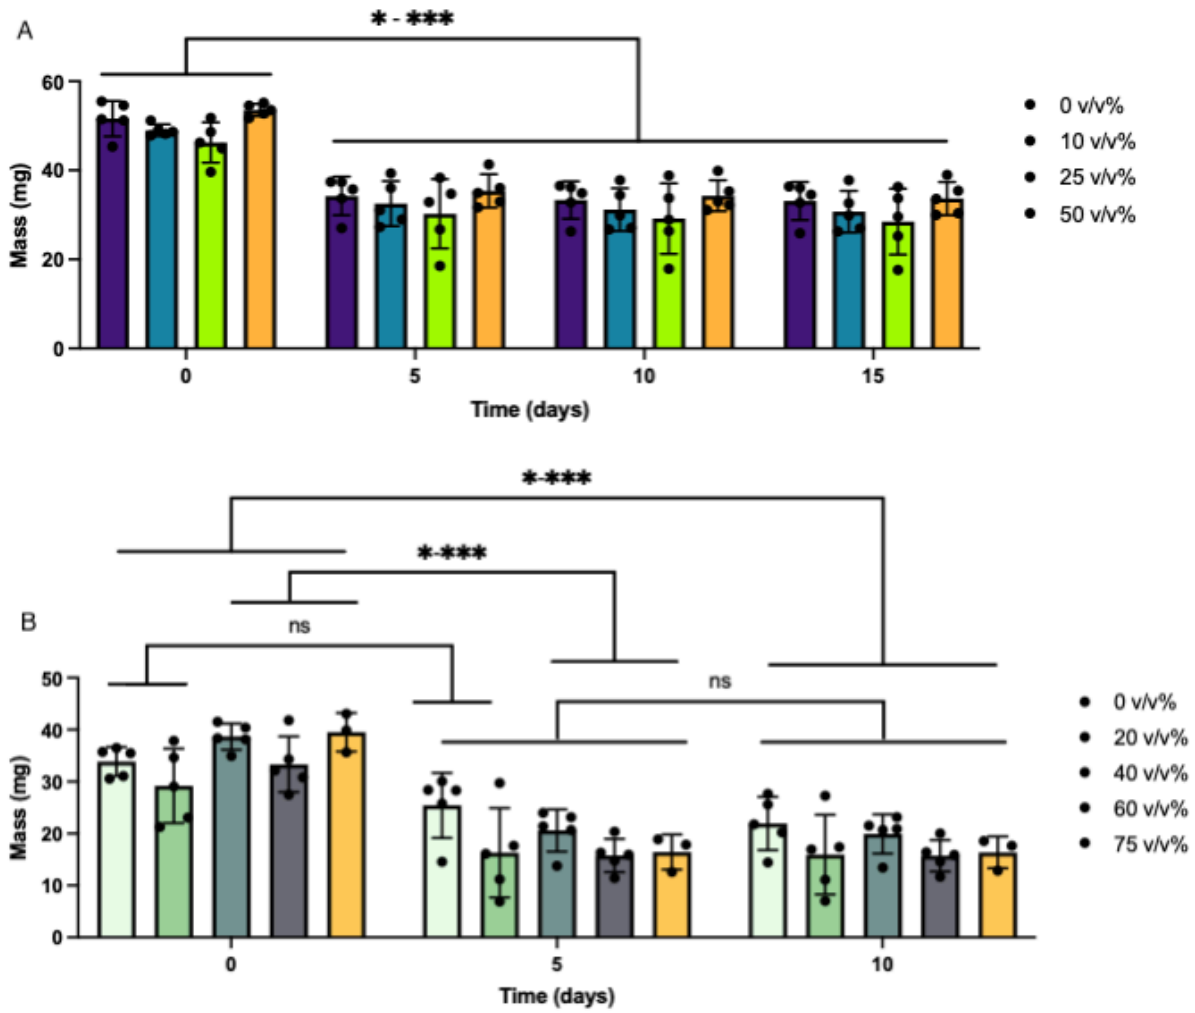 A
* - ***
60
40
20
0
Mass (mg)
0 5 10 15
Time (days)
0 v/v%
10 v/v%
25 v/v%
50 v/v%
*-***
*-***
B
ns
ns
50
40
30
20
10
0
Mass (mg)
0 5 10
Time (days)
0 v/v%
20 v/v%
40 v/v%
60 v/v%
75 v/v%